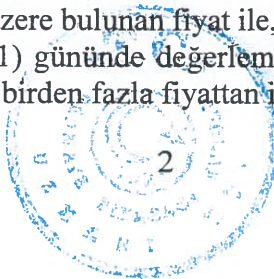 zere bulunan fiyat ile,
1) gününde değerlem
birden fazla fiyattan i
2